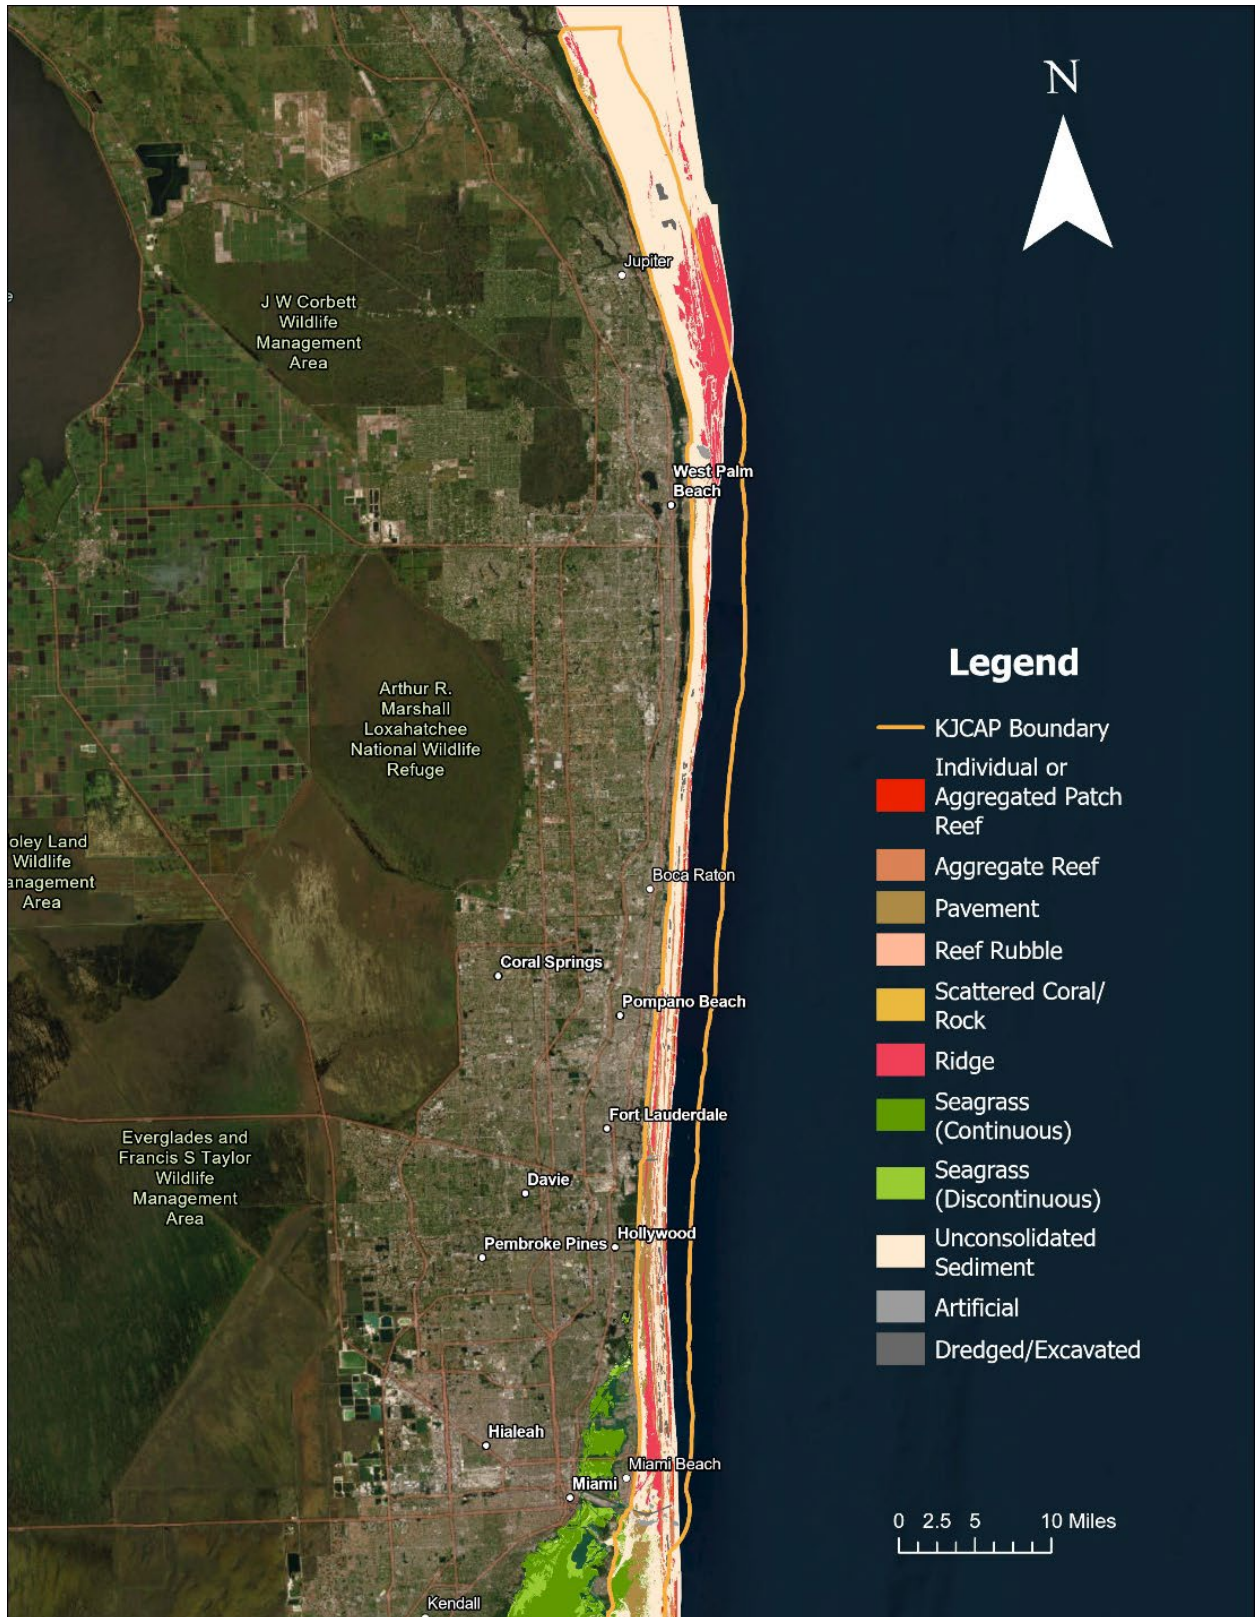 N
Jupiter
J W Corbett
Wildlife
Management
Area
West Palm
Beach
Legend
KJCAP Boundary
Individual or
Aggregated Patch
Reef
Aggregate Reef
Pavement
Reef Rubble
Scattered Coral/
Rock
Ridge
Seagrass
(Continuous)
Seagrass
(Discontinuous)
Unconsolidated
Sediment
Artificial
Dredged/Excavated
Arthur R.
Marshall
Loxahatchee
National Wildlife
Refuge
oley Land
Wildlife
anagement
Area
Boca Raton
Coral Springs
Pompano Beach
Fort Lauderdale
Everglades and
Francis S Taylor
Wildlife
Management
Area
Davie
Hollywood
Pembroke Pines
Hialeah
Miami Beach
Miami
Kendall
0 2.5 5 10 Miles